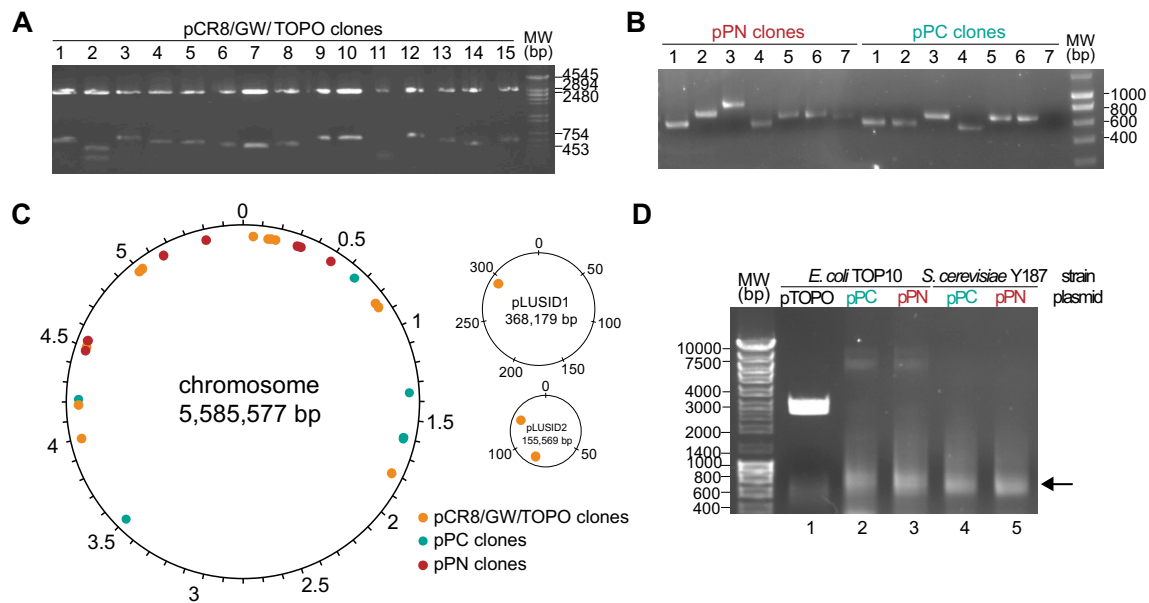 A
pCR8/GW/ TOPO clones
1 2 3 4 5 6 7 8 9 10 11 12 13 14 15
MW
(bp)
4545
2894
2480
754
453
B
pPN clones pPC clones
1 2 3 4 5 6 7 1 2 3 4 5 6 7
MW
(bp)
1000
800
600
400
C
0
0.5
1
1.5
2
2.5
3
3.5
4
4.5
5
chromosome
5,585,577 bp
0
50
100
150
200
250
300
pLUSID1
368,179 bp
0
50
100
pLUSID2
155,569 bp
pCR8/GW/TOPO clones
pPC clones
pPN clones
D
MW
(bp)
E. coli TOP10 S. cerevisiae Y187 strain
pTOPO pPC pPN pPC pPN plasmid
10000
7500
4000
3000
2000
1400
1000
800
600
400
1 2 3 4 5